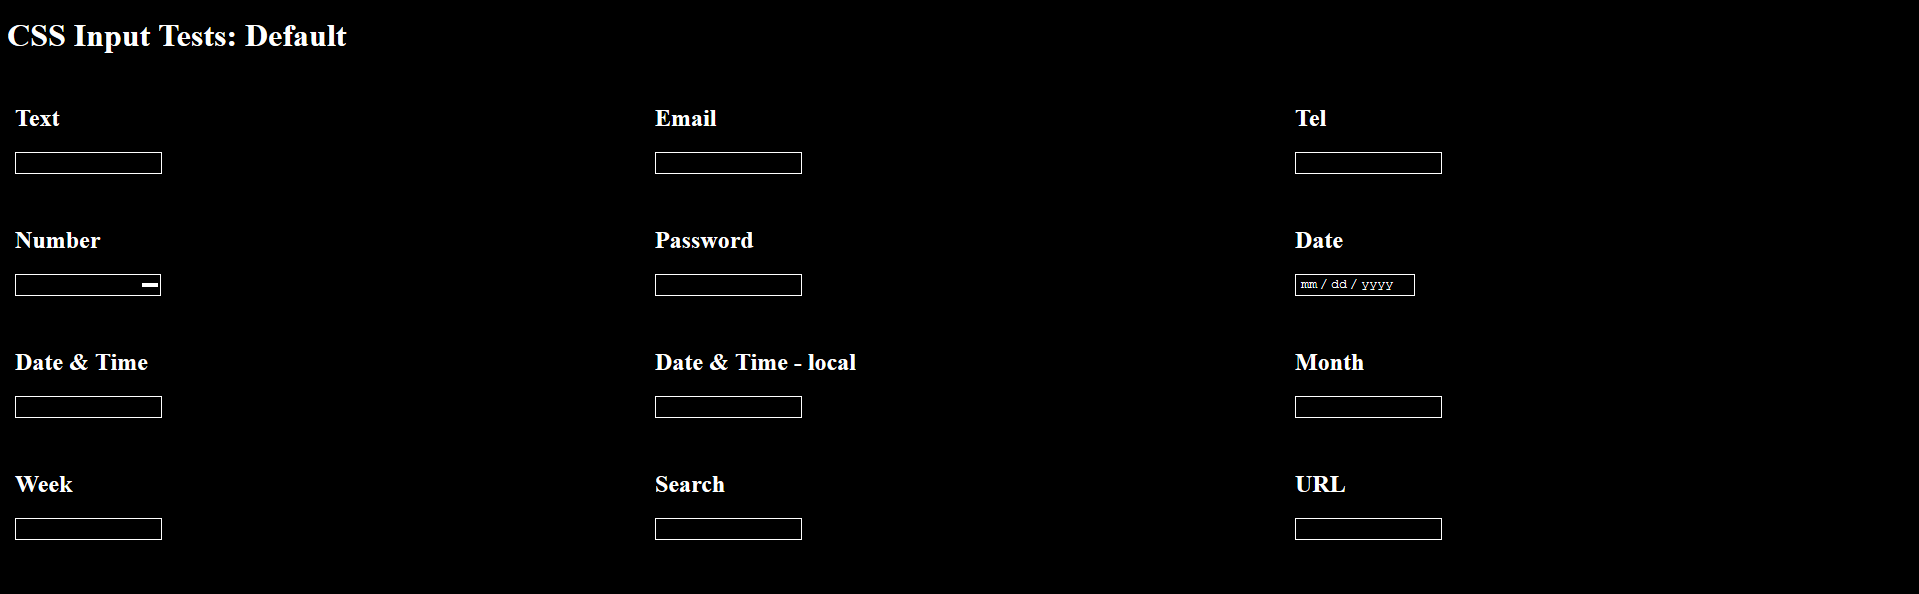 CSS Input Tests: Default
Text
Email
Tel
Number
Password
Date
mm / dd / yyyy
Date & Time
Date & Time - local
Month
Week
Search
URL